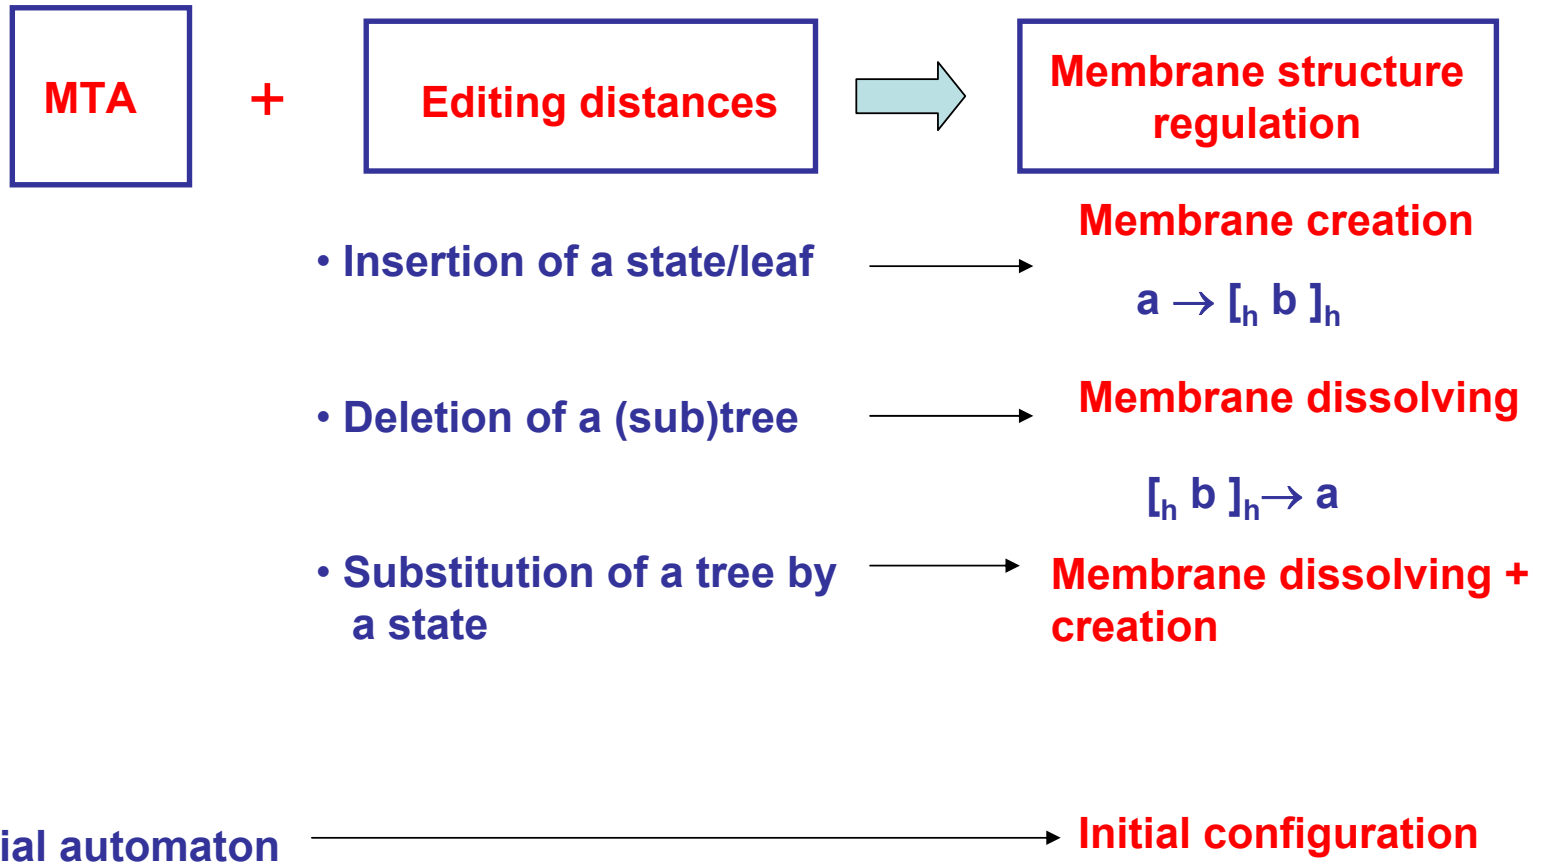 MTA + Editing distances Membrane structure
regulation
• Insertion of a state/leaf
Membrane creation
a → [h b ]h
• Deletion of a (sub)tree
Membrane dissolving
[h b ]h→ a
• Substitution of a tree by
a state
Membrane dissolving +
creation
automaton
Initial configuration